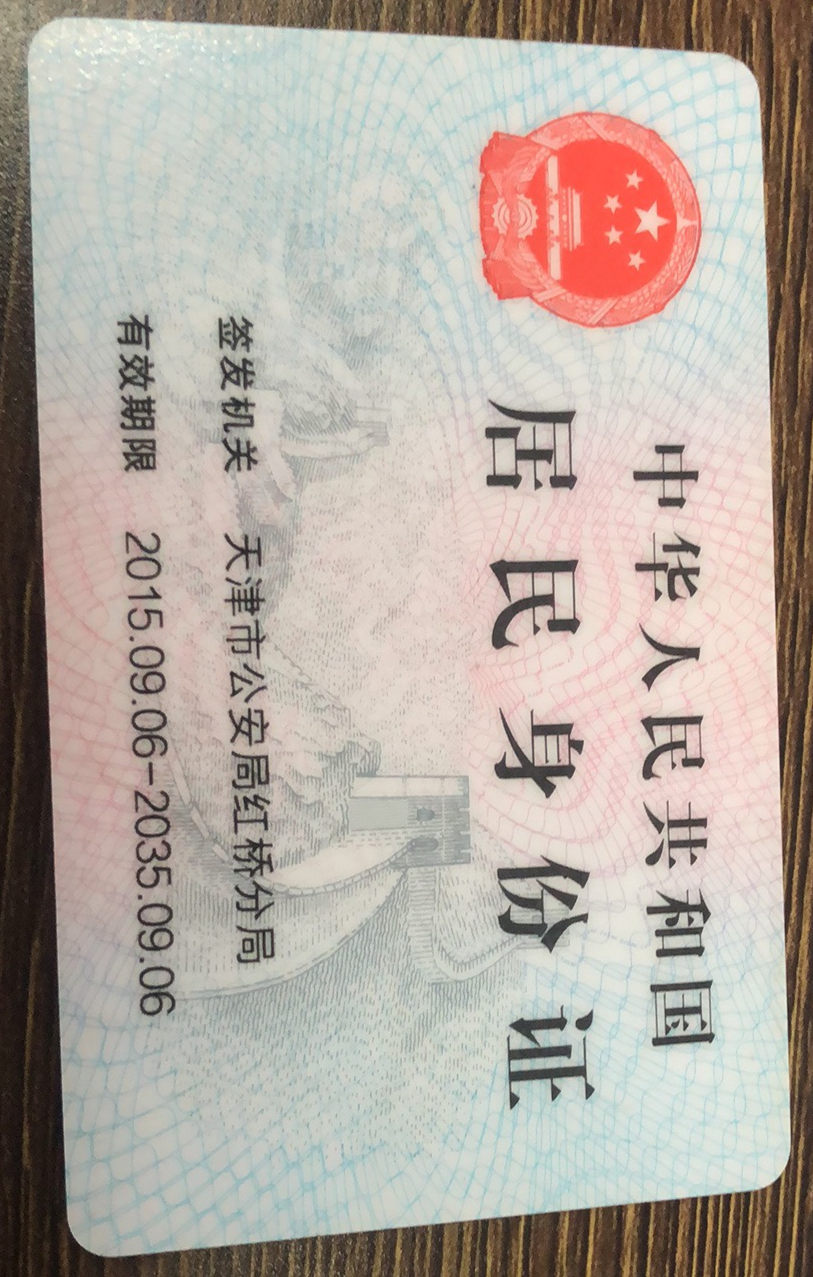 中华人民共和国
居民身份证
签发机关 天津市公安局红桥分局
有效期限 2015.09.06-2035.09.06